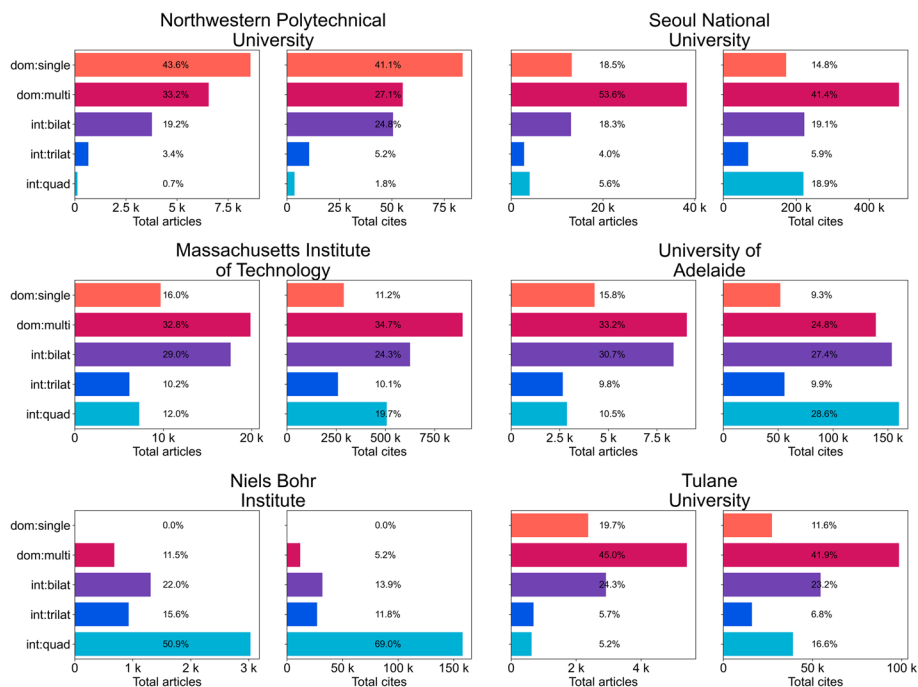 Northwestern Polytechnical
University
Seoul National
University
dom:single
43.6%
41.1%
18.5%
14.8%
dom:multi
33.2%
27.1%
53.6%
41.4%
int:bilat
19.2%
24.8%
18.3%
19.1%
int:trilat
3.4%
5.2%
4.0%
5.9%
int:quad
0.7%
1.8%
5.6%
18.9%
0 2.5 k 5 k 7.5 k
0 25 k 50 k 75 k
0 20 k 40 k
0 200 k 400 k
Total articles
Total cites
Total articles
Total cites
Massachusetts Institute
of Technology
University of
Adelaide
dom:single
16.0%
11.2%
15.8%
9.3%
dom:multi
32.8%
34.7%
33.2%
24.8%
int:bilat
29.0%
24.3%
30.7%
27.4%
int:trilat
10.2%
10.1%
9.8%
9.9%
int:quad
12.0%
19.7%
10.5%
28.6%
0 10 k 20 k
0 250 k 500 k 750 k
0 2.5 k 5 k 7.5 k
0 50 k 100 k 150 k
Total articles
Total cites
Total articles
Total cites
Niels Bohr
Institute
Tulane
University
dom:single
0.0%
0.0%
19.7%
11.6%
dom:multi
11.5%
5.2%
45.0%
41.9%
int:bilat
22.0%
13.9%
24.3%
23.2%
int:trilat
15.6%
11.8%
5.7%
6.8%
int:quad
50.9%
69.0%
5.2%
16.6%
0 1 k 2 k 3 k
0 50 k 100 k 150 k
0 2 k 4 k
0 50 k 100 k
Total articles
Total cites
Total articles
Total cites